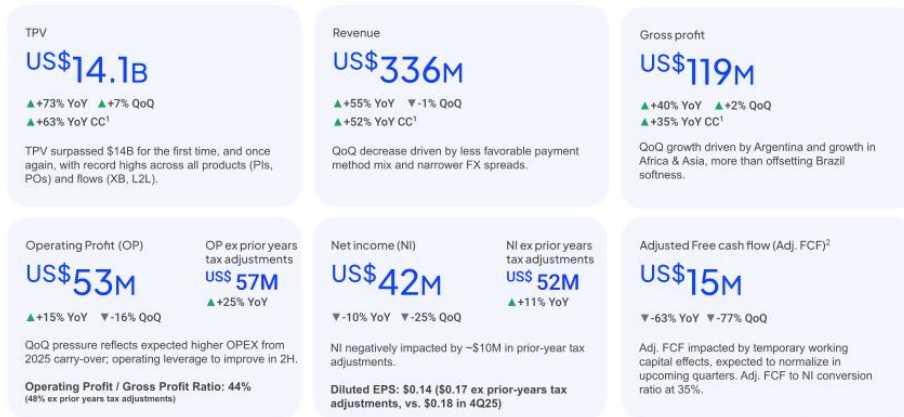 TPV
US$14.1B
▲+73% YoY ▲+7% QoQ
▲+63% YoY CC¹
TPV surpassed $14B for the first time, and once
again, with record highs across all products (PIs,
POs) and flows (XB, L2L).
Revenue
US$336M
▲+55% YoY ▼-1% QoQ
▲+52% YoY CC¹
QoQ decrease driven by less favorable payment
method mix and narrower FX spreads.
Gross profit
US$119M
▲+40% YoY ▲+2% QoQ
▲+35% YoY CC¹
QoQ growth driven by Argentina and growth in
Africa & Asia, more than offsetting Brazil
softness.
Operating Profit (OP)
US$53M
▲+15% YoY ▼-16% QoQ
OP ex prior years
tax adjustments
US$ 57M
▲+25% YoY
QoQ pressure reflects expected higher OPEX from
2025 carry-over; operating leverage to improve in 2H.
Operating Profit / Gross Profit Ratio: 44%
(48% ex prior years tax adjustments)
Net income (NI)
US$42M
▼-10% YoY ▼-25% QoQ
NI ex prior years
tax adjustments
US$ 52M
▲+11% YoY
NI negatively impacted by ~$10M in prior-year tax
adjustments.
Diluted EPS: $0.14 ($0.17 ex prior-years tax
adjustments, vs. $0.18 in 4Q25)
Adjusted Free cash flow (Adj. FCF)²
US$15M
▼-63% YoY ▼-77% QoQ
Adj. FCF impacted by temporary working
capital effects, expected to normalize in
upcoming quarters. Adj. FCF to NI conversion
ratio at 35%.